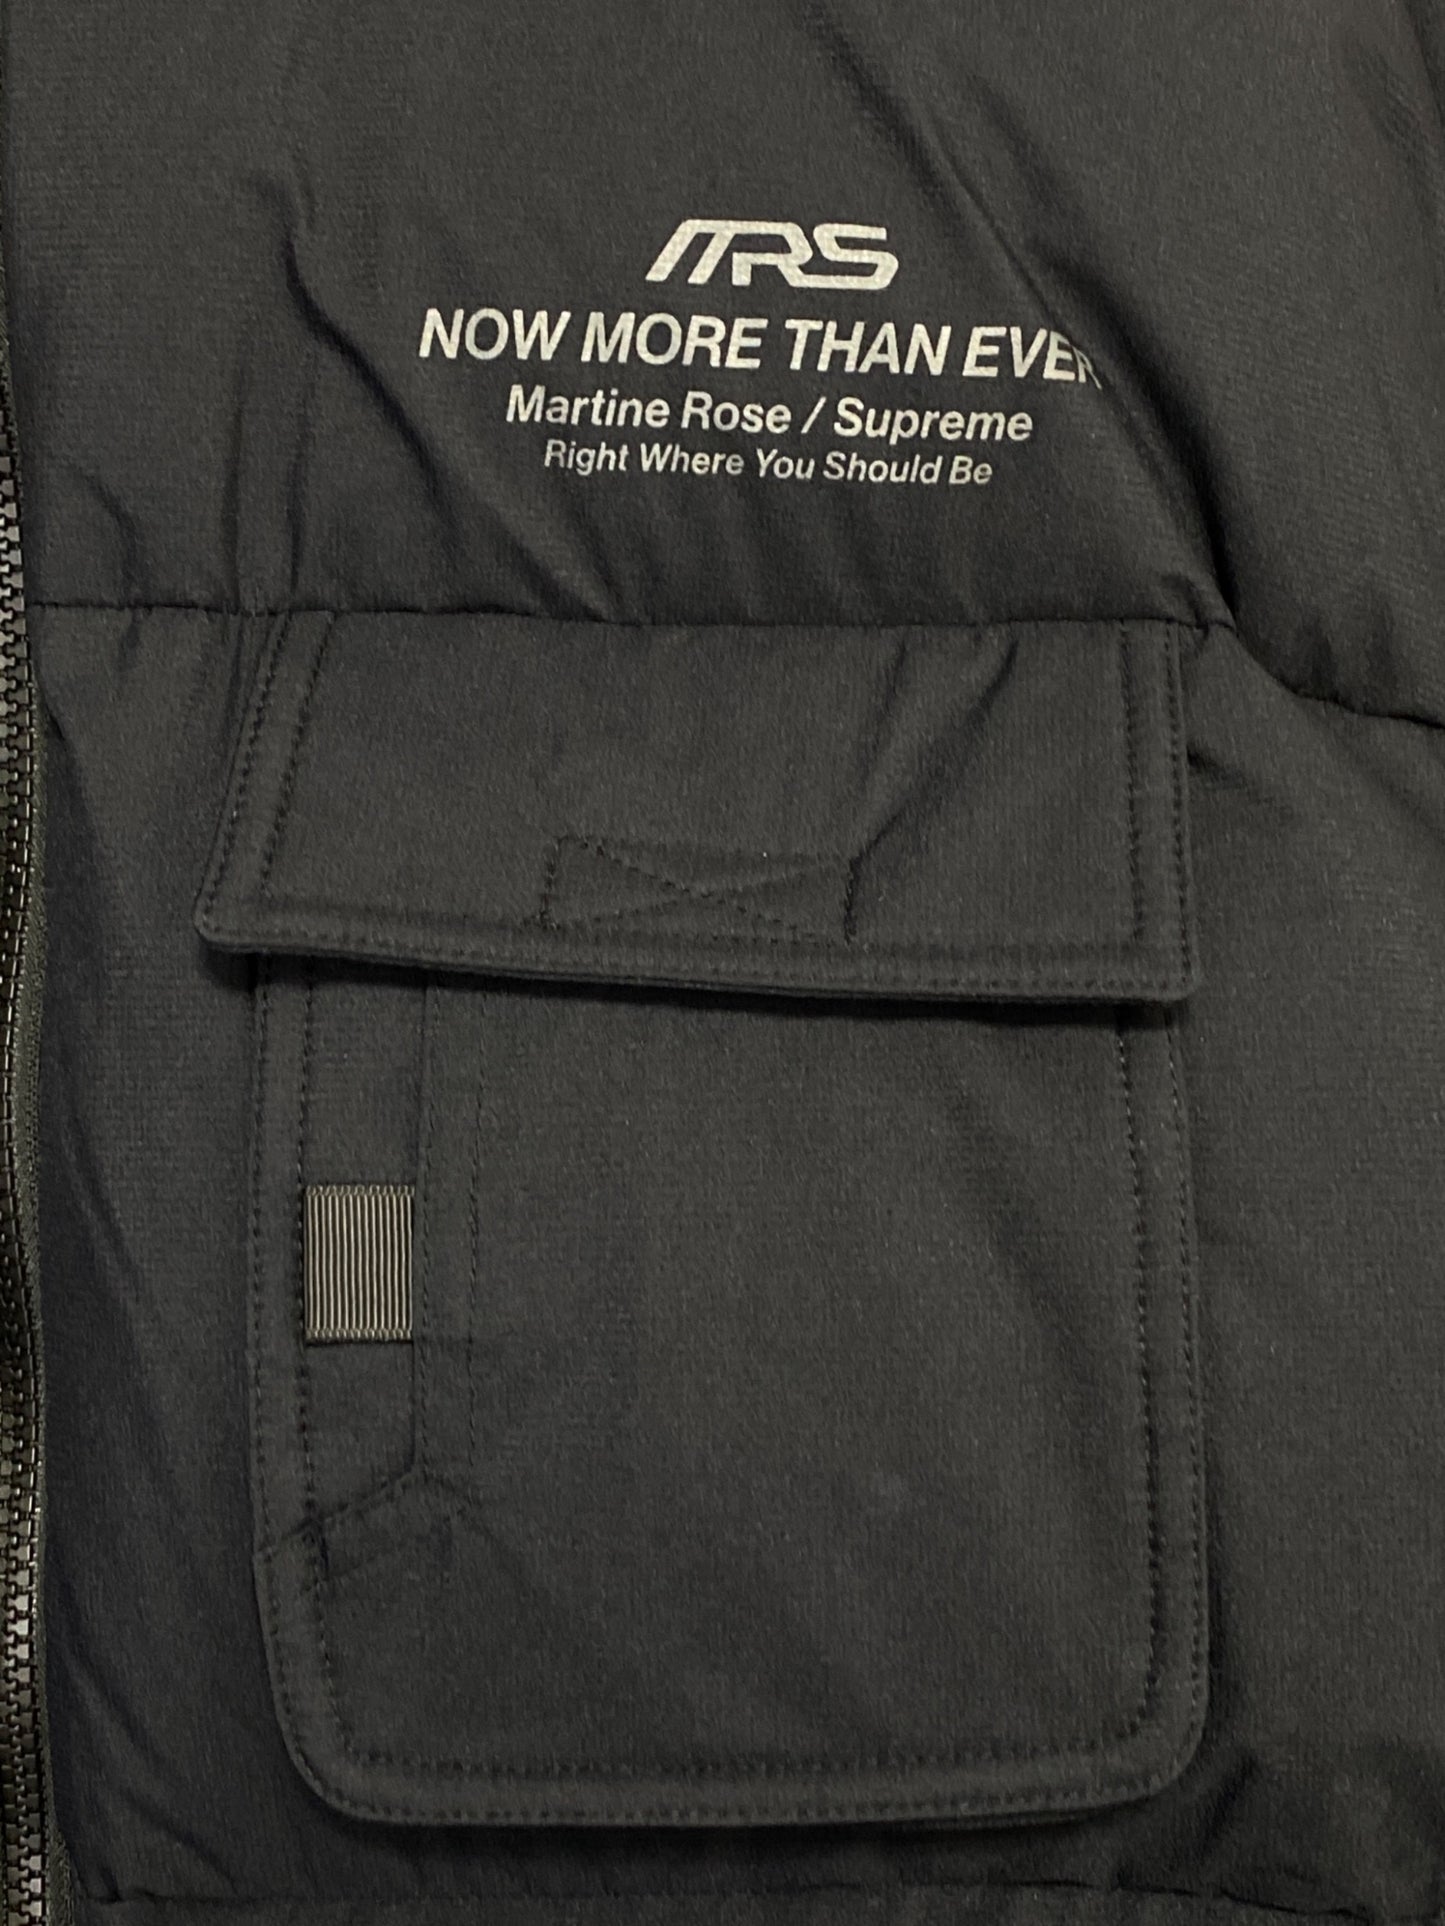 MRS
NOW MORE THAN EVER
Martine Rose / Supreme
Right Where You Should Be